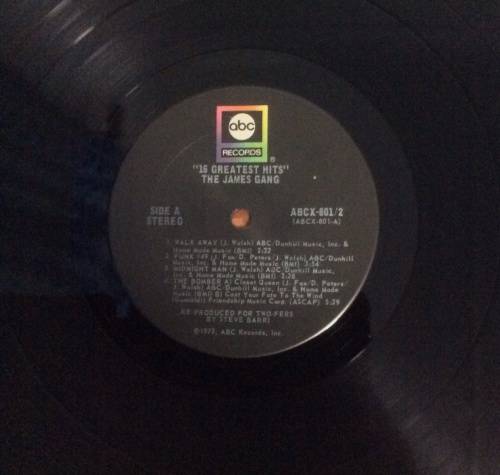 abc
RECORDS
®
"16 GREATEST HITS"
THE JAMES GANG
SIDE A
STEREO
ABCX-801/2
(ABCX-801-A)
1. WALK AWAY (J. Walsh) ABC/Dunhill Music, Inc. &
Home Made Music (BMI) 3:32
2. FUNK #49 (J. Fox/D. Peters/J. Walsh) ABC/Dunhill
Music, Inc. & Home Made Music (BMI) 3:54
3. MIDNIGHT MAN (J. Walsh) ABC/Dunhill Music,
Inc. & Home Made Music (BMI) 3:28
4. THE BOMBER A) Closet Queen (J. Fox/D. Peters/
J. Walsh) ABC/Dunhill Music, Inc. & Home Made
Music (BMI) B) Cast Your Fate To The Wind
(Guaraldi) Friendship Music Corp. (ASCAP) 5:39
RE-PRODUCED FOR TWO-FERS
BY STEVE BARRI
©1973, ABC Records, Inc.